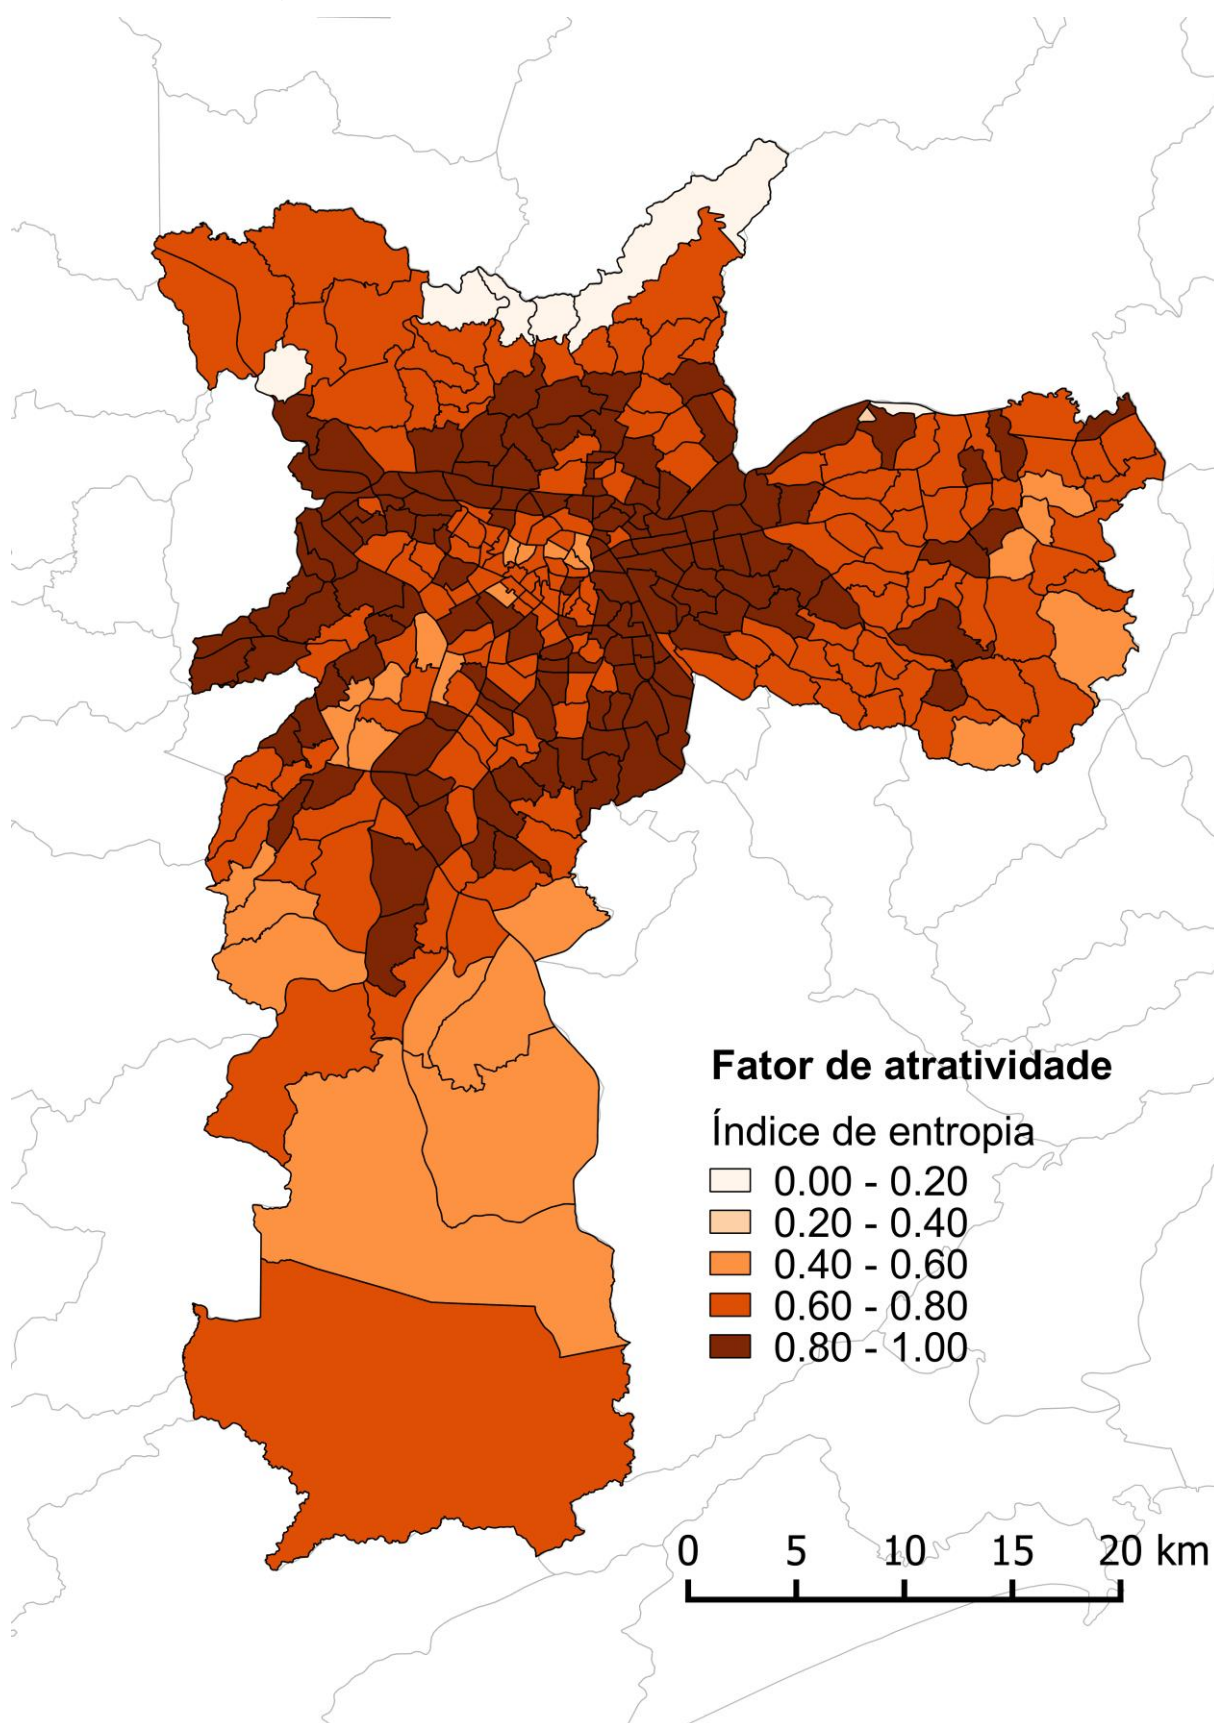 Fator de atratividade
Índice de entropia
0.00 - 0.20
0.20 - 0.40
0.40 - 0.60
0.60 - 0.80
0.80 - 1.00
0 5 10 15 20 km